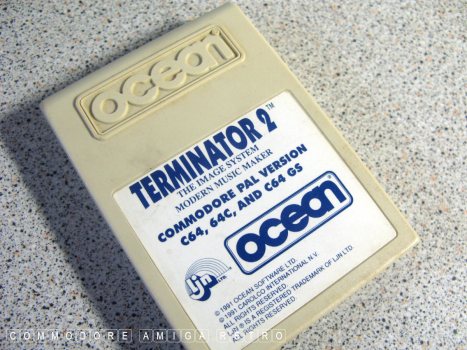 ocean
TERMINATOR 2™
THE IMAGE SYSTEM
MODERN MUSIC MAKER
COMMODORE PAL VERSION
C64, 64C, AND C64 GS
ocean
LJN
© 1991 OCEAN SOFTWARE LTD.
© 1991 CAROLCO INTERNATIONAL N.V.
ALL RIGHTS RESERVED.
LJN ® IS A REGISTERED TRADEMARK OF LJN LTD.
ALL RIGHTS RESERVED.
COMMODORE AMIGA RETRO